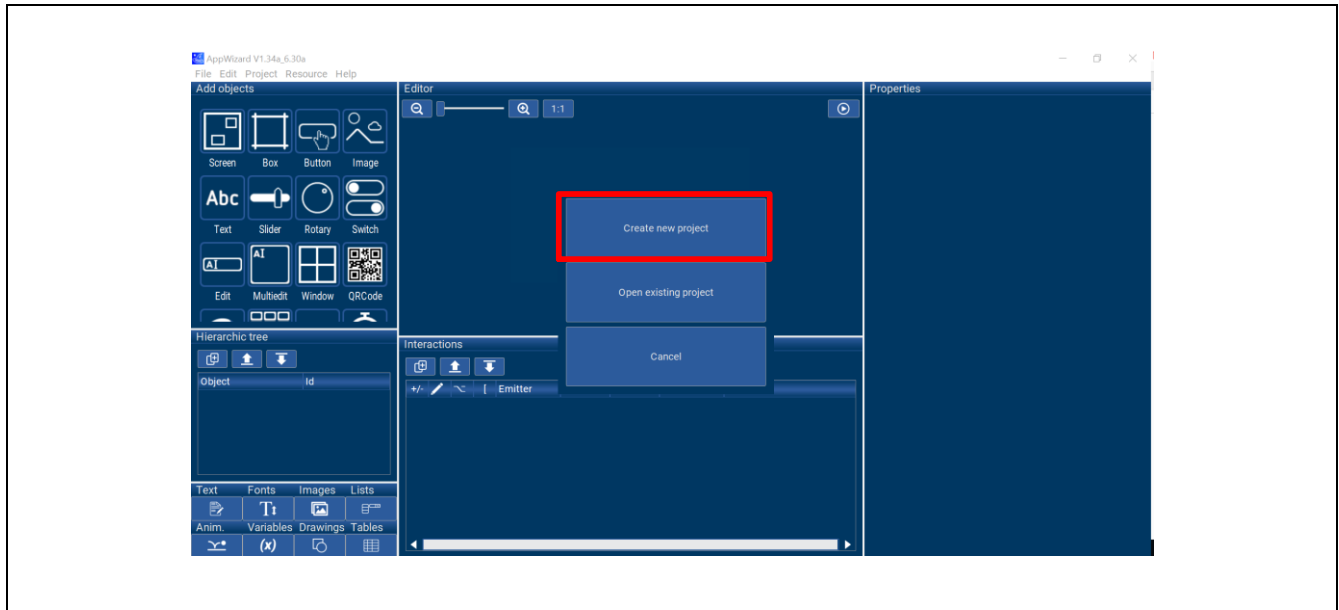 AppWizard V1.34a_6.30a
File Edit Project Resource Help
Add objects
Screen Box Button Image
Abc
Text Slider Rotary Switch
AI AI
Edit Multiedit Window QRCode
Hierarchic tree
Object Id
Text Fonts Images Lists
Anim. Variables Drawings Tables
(x)
Editor
1:1
Create new project
Open existing project
Cancel
Interactions
+/- [ Emitter
Properties